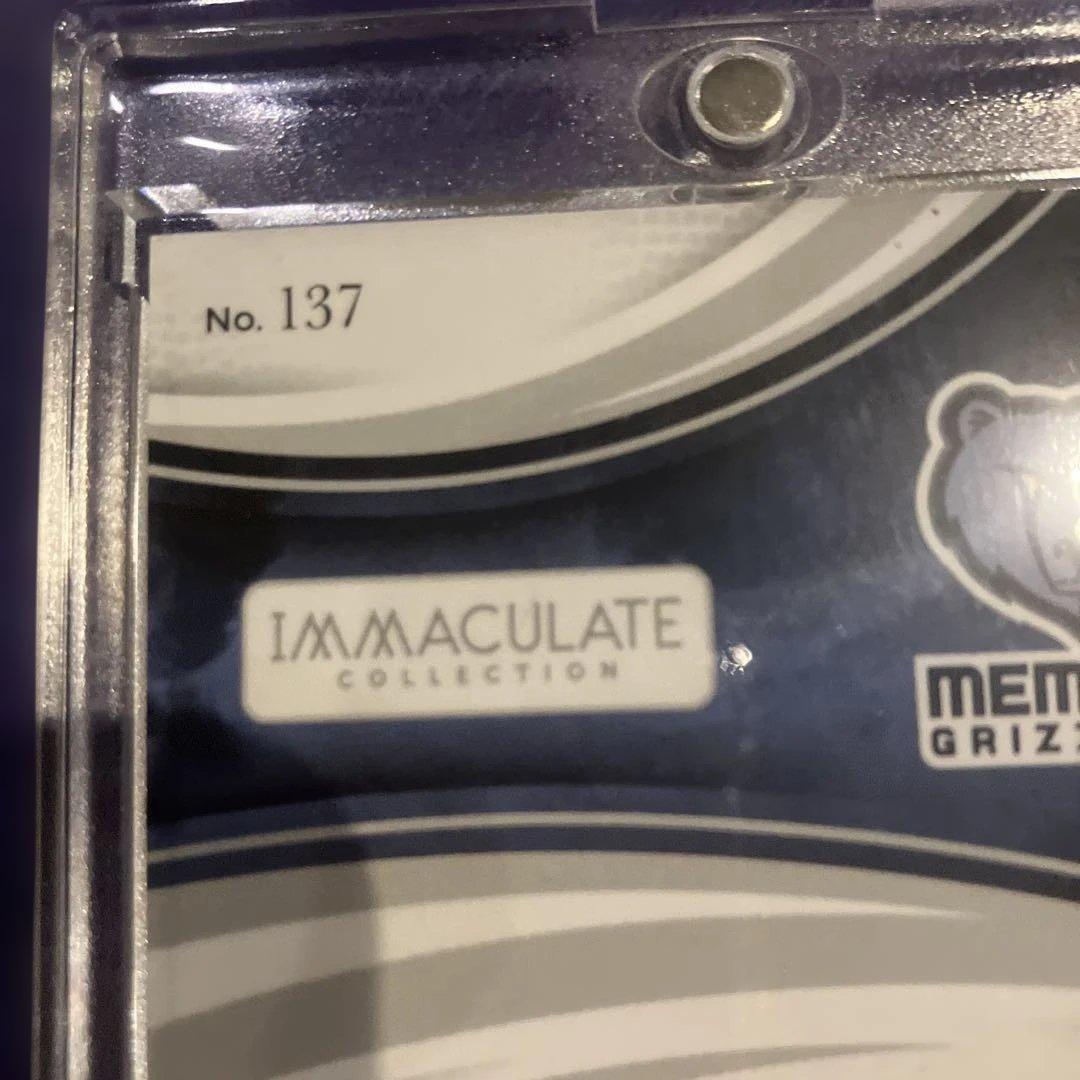 No. 137
IMMACULATE
COLLECTION
MEM
GRIZ